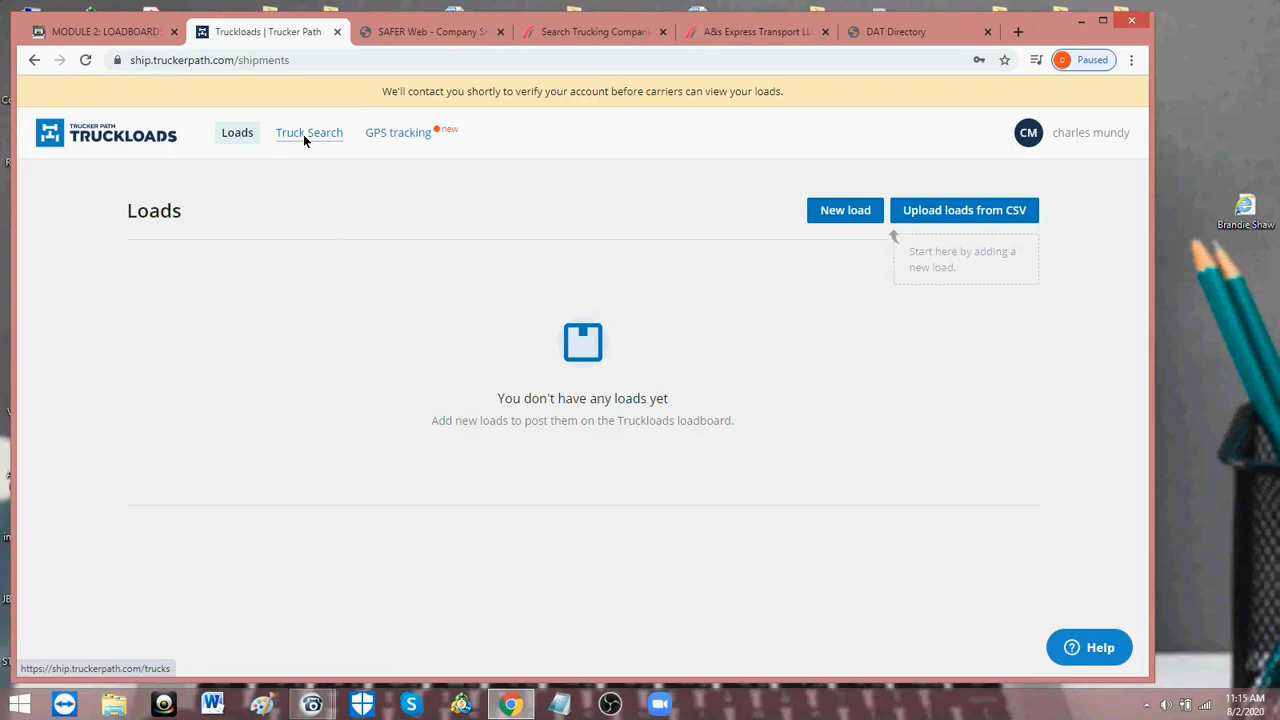 MODULE 2: LOADBOARD
Truckloads | Trucker Path
SAFER Web - Company S
Search Trucking Compani
A&s Express Transport LL
DAT Directory
ship.truckerpath.com/shipments
C
Paused
We'll contact you shortly to verify your account before carriers can view your loads.
TRUCKER PATH
TRUCKLOADS
Loads
Truck Search
GPS tracking
new
CM
charles mundy
Brandie Shaw
Loads
New load
Upload loads from CSV
Start here by adding a
new load.
You don't have any loads yet
Add new loads to post them on the Truckloads loadboard.
? Help
https://ship.truckerpath.com/trucks
11:15 AM
8/2/2020